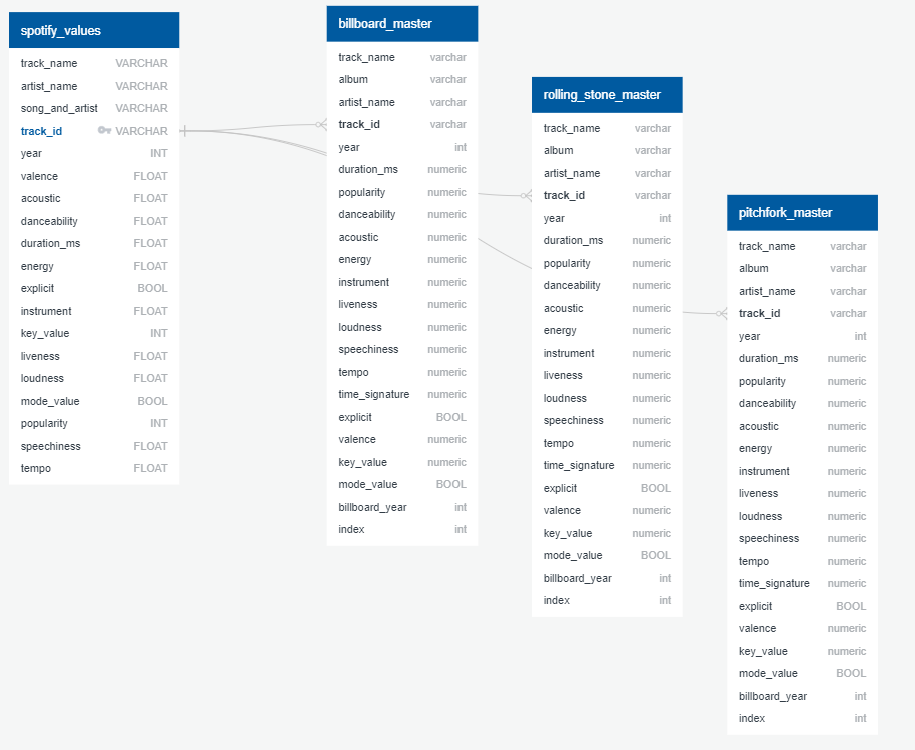 spotify_values
track_name VARCHAR
artist_name VARCHAR
song_and_artist VARCHAR
track_id VARCHAR
year INT
valence FLOAT
acoustic FLOAT
danceability FLOAT
duration_ms FLOAT
energy FLOAT
explicit BOOL
instrument FLOAT
key_value INT
liveness FLOAT
loudness FLOAT
mode_value BOOL
popularity INT
speechiness FLOAT
tempo FLOAT
billboard_master
track_name varchar
album varchar
artist_name varchar
track_id varchar
year int
duration_ms numeric
popularity numeric
danceability numeric
acoustic numeric
energy numeric
instrument numeric
liveness numeric
loudness numeric
speechiness numeric
tempo numeric
time_signature numeric
explicit BOOL
valence numeric
key_value numeric
mode_value BOOL
billboard_year int
index int
rolling_stone_master
track_name varchar
album varchar
artist_name varchar
track_id varchar
year int
duration_ms numeric
popularity numeric
danceability numeric
acoustic numeric
energy numeric
instrument numeric
liveness numeric
loudness numeric
speechiness numeric
tempo numeric
time_signature numeric
explicit BOOL
valence numeric
key_value numeric
mode_value BOOL
billboard_year int
index int
pitchfork_master
track_name varchar
album varchar
artist_name varchar
track_id varchar
year int
duration_ms numeric
popularity numeric
danceability numeric
acoustic numeric
energy numeric
instrument numeric
liveness numeric
loudness numeric
speechiness numeric
tempo numeric
time_signature numeric
explicit BOOL
valence numeric
key_value numeric
mode_value BOOL
billboard_year int
index int